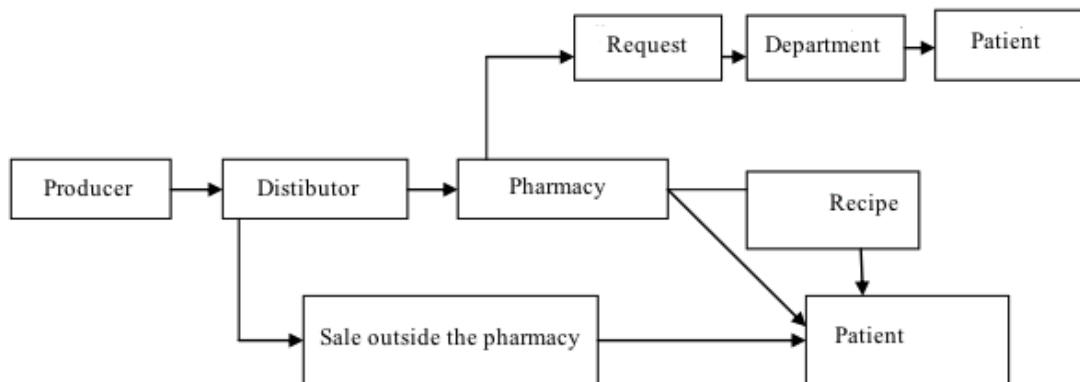 Request
Department
Patient
Producer
Distibutor
Pharmacy
Recipe
Sale outside the pharmacy
Patient